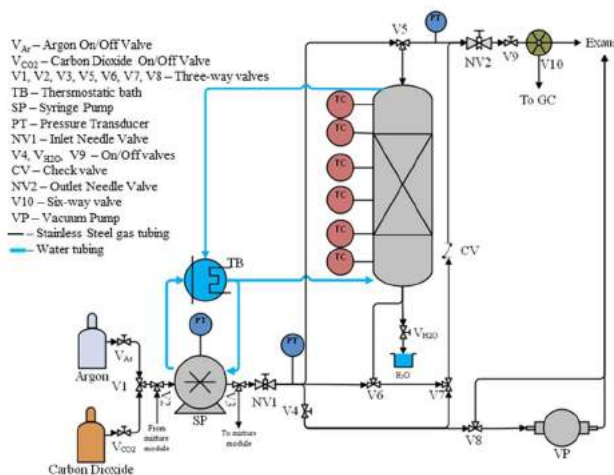 V5
PT
NV2
V9
V10
Exaus
To GC
V_Ar – Argon On/Off Valve
V_CO2 – Carbon Dioxide On/Off Valve
V1, V2, V3, V5, V6, V7, V8 – Three-way valves
TB – Thersmostatic bath
SP – Syringe Pump
PT – Pressure Transducer
NV1 – Inlet Needle Valve
V4, V_H2O, V9 – On/Off valves
CV – Check valve
NV2 – Outlet Needle Valve
V10 – Six-way valve
VP – Vacuum Pump
Stainless Steel gas tubing
Water tubing
TC
TC
TC
TC
TC
TC
CV
TB
PT
PT
V_H2O
H2O
Argon
V_Ar
V1
V2
V3
NV1
V4
V6
V7
V8
VP
SP
From
mixture
module
To mixture
module
V_CO2
Carbon Dioxide